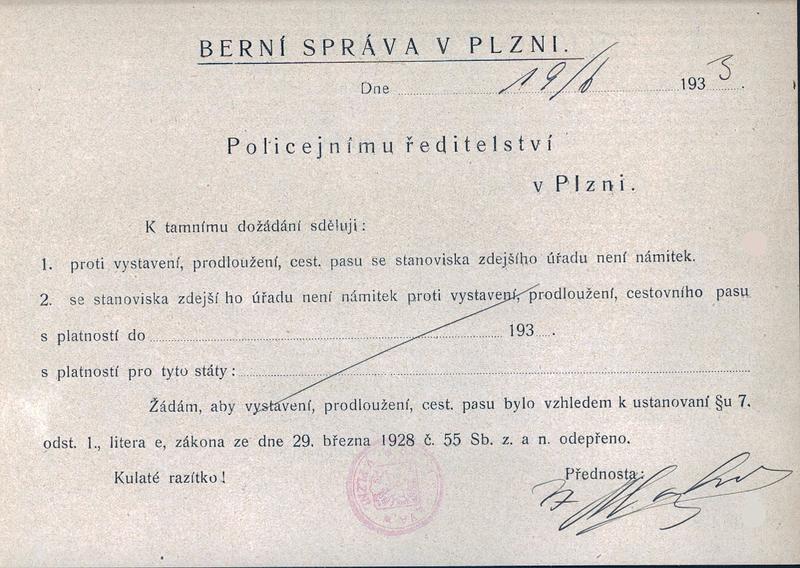 BERNÍ SPRÁVA V PLZNI.
Dne 19/6 1933.
Policejnímu ředitelství
v Plzni.
K tamnímu dožádání sděluji:
1. proti vystavení, prodloužení, cest. pasu se stanoviska zdejšího úřadu není námitek.
2. se stanoviska zdejší ho úřadu není námitek proti vystavení, prodloužení, cestovního pasu
s platností do 193 .
s platností pro tyto státy:
Žádám, aby vystavení, prodloužení, cest. pasu bylo vzhledem k ustanovaní §u 7.
odst. 1., litera e, zákona ze dne 29. března 1928 č. 55 Sb. z. a n. odepřeno.
Kulaté razítko!
Přednosta: